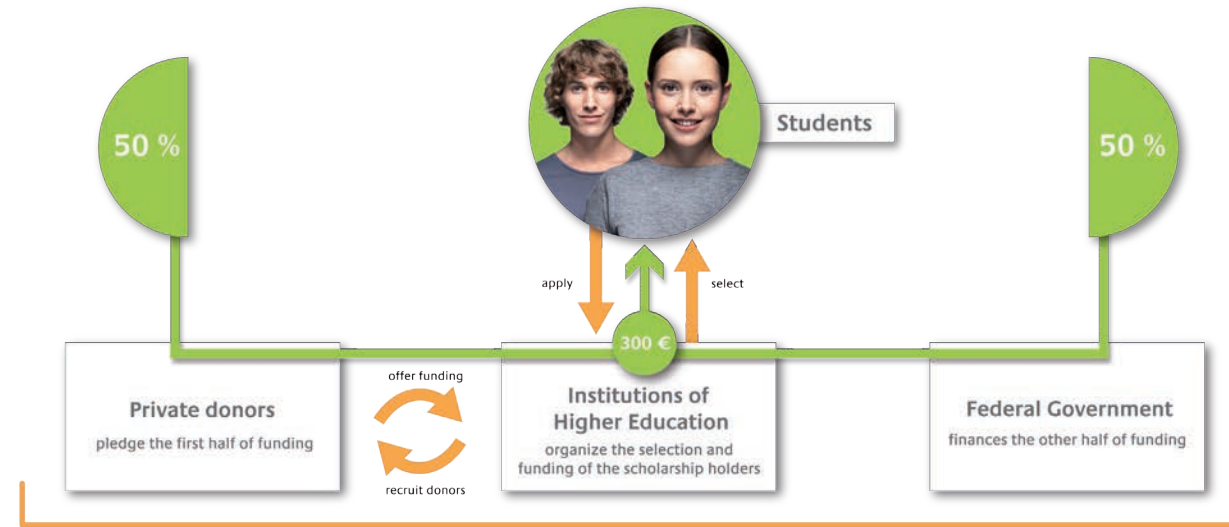 50 %
Students
50 %
apply
select
300 €
offer funding
Private donors
pledge the first half of funding
recruit donors
Institutions of
Higher Education
organize the selection and
funding of the scholarship holders
Federal Government
finances the other half of funding